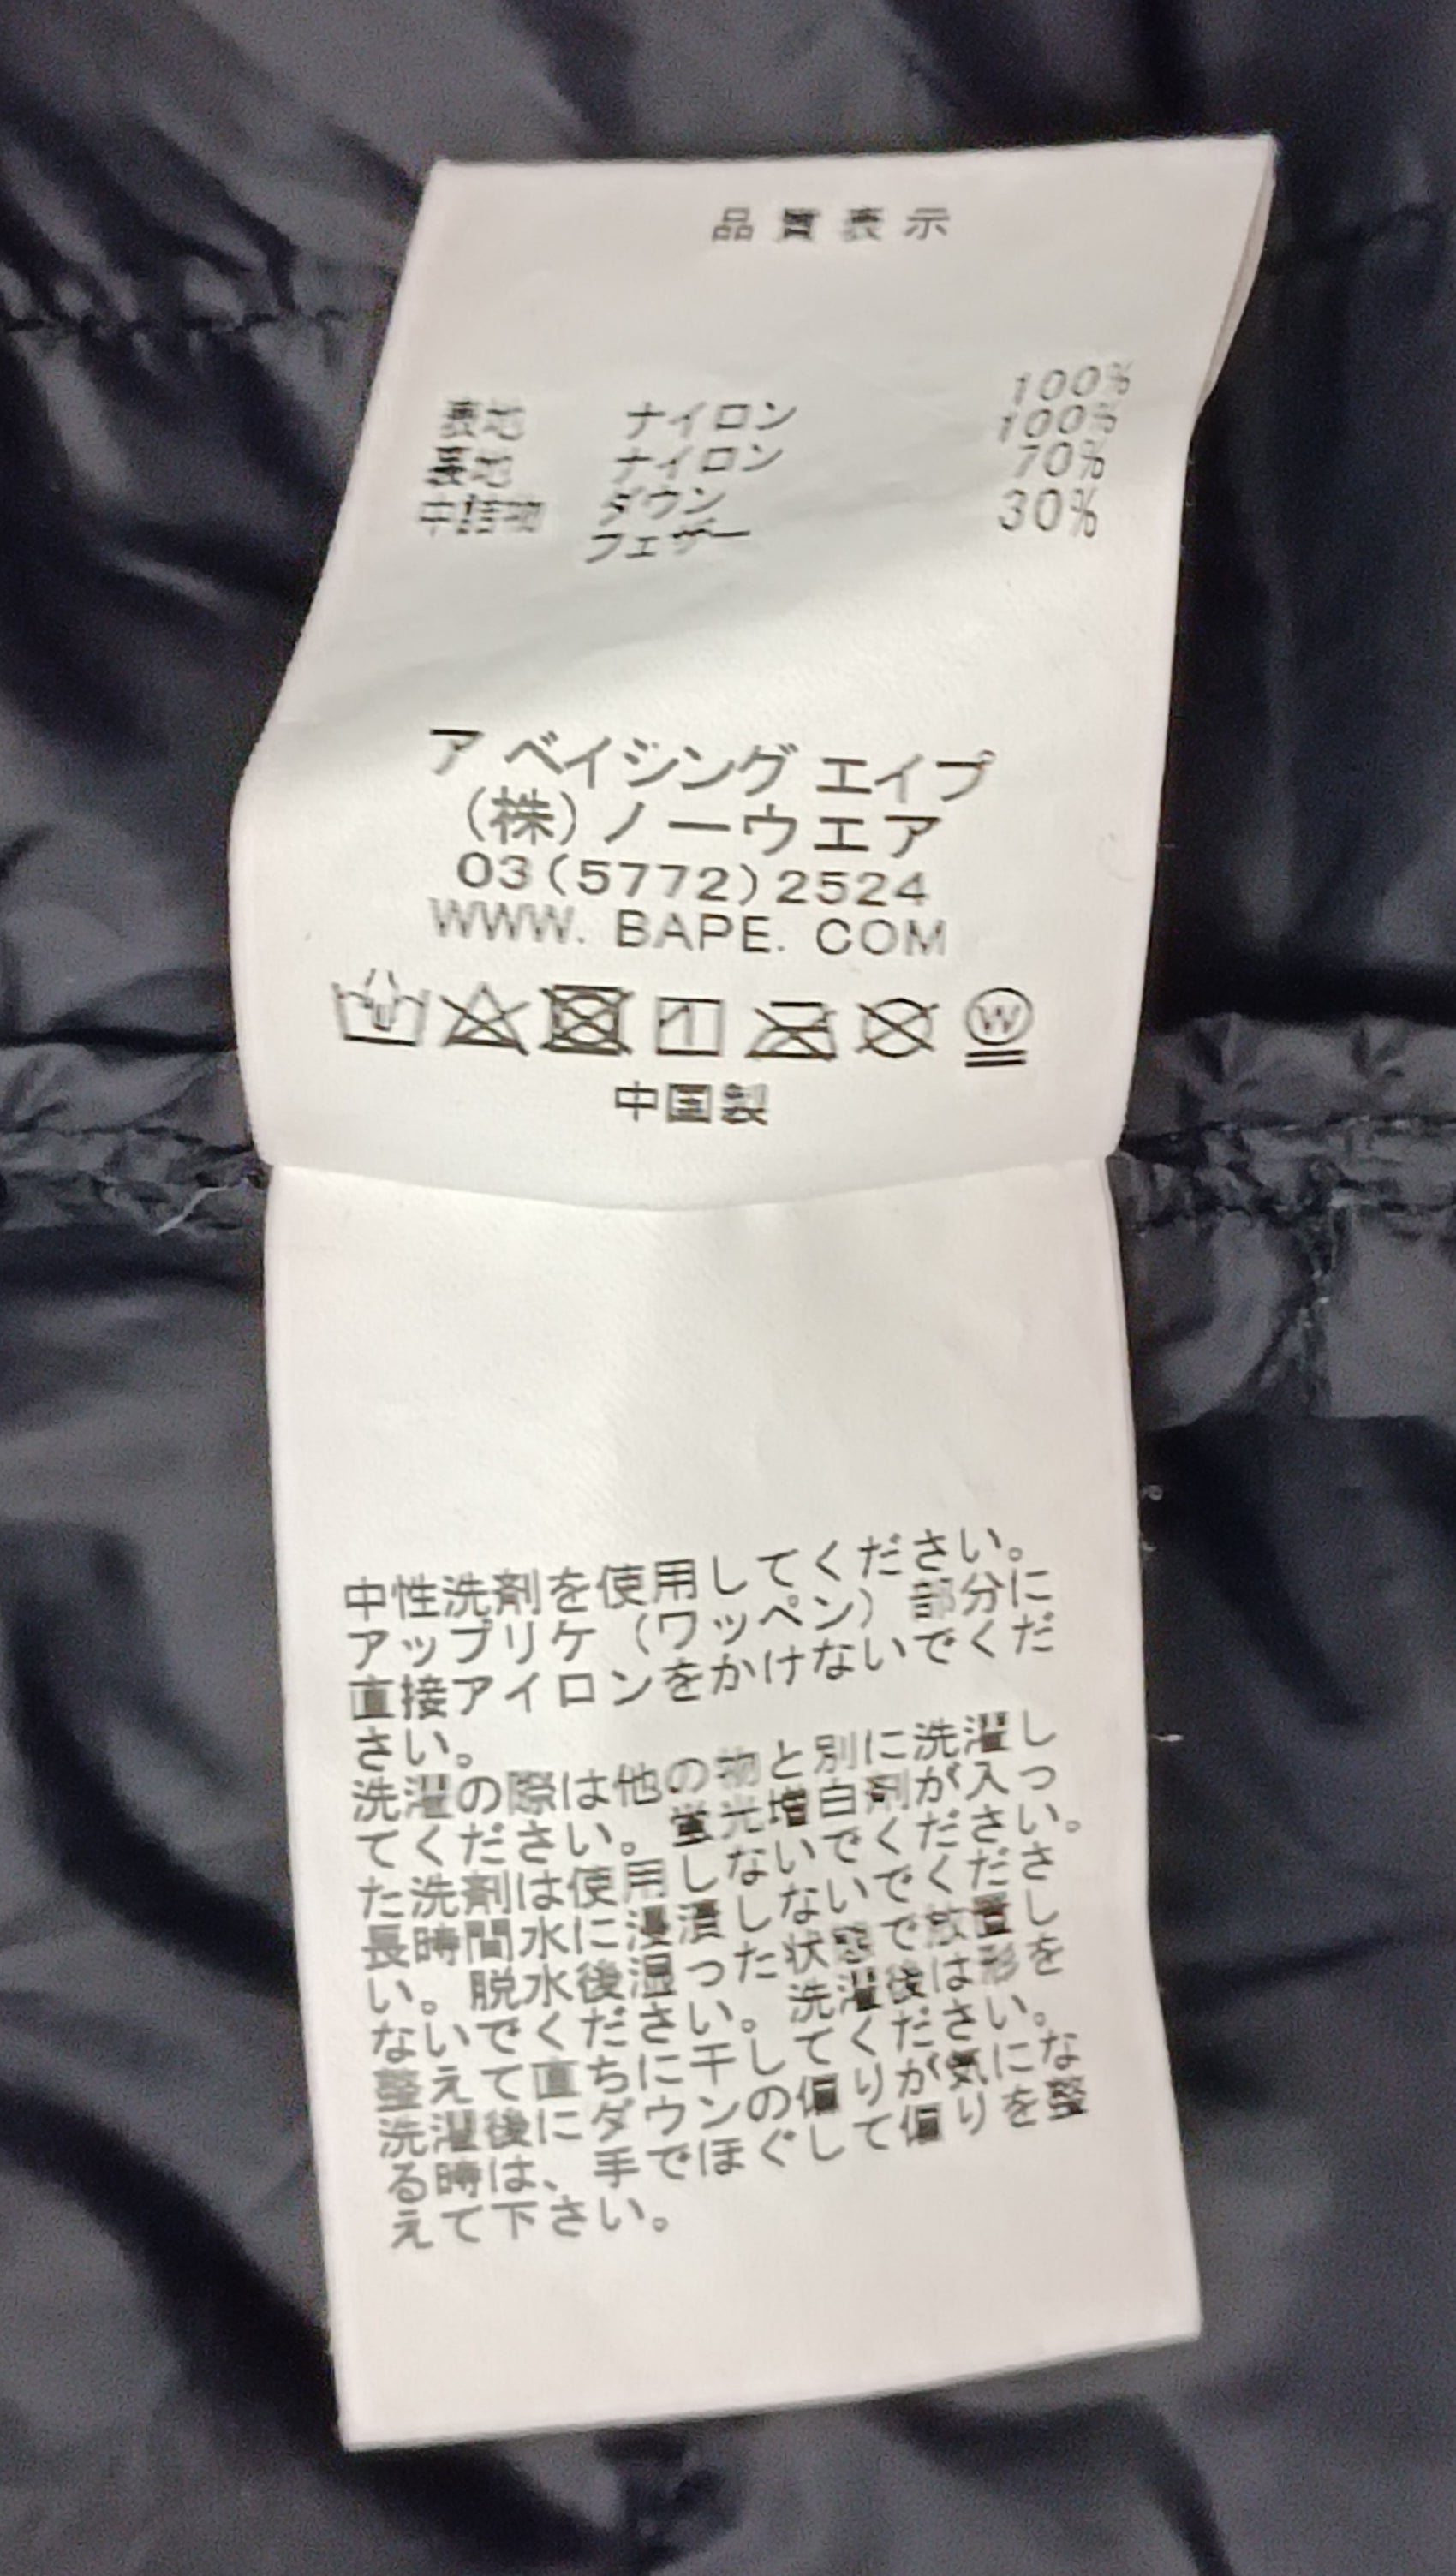 品質表示
表地 ナイロン 100%
裏地 ナイロン 100%
中詰物 ダウン 70%
フェザー 30%
ア ベイシング エイプ
(株)ノーウエア
03(5772)2524
WWW. BAPE. COM
W
中国製
中性洗剤を使用してください。
アップリケ(ワッペン)部分に
直接アイロンをかけないでくだ
さい。
洗濯の際は他の物と別に洗濯し
てください。蛍光増白剤が入っ
た洗剤は使用しないでください。
長時間水に浸漬しないでくださ
い。脱水後湿った状態で放置し
ないでください。洗濯後は形を
整えて直ちに干してください。
洗濯後にダウンの偏りが気にな
る時は、手でほぐして偏りを整
えて下さい。